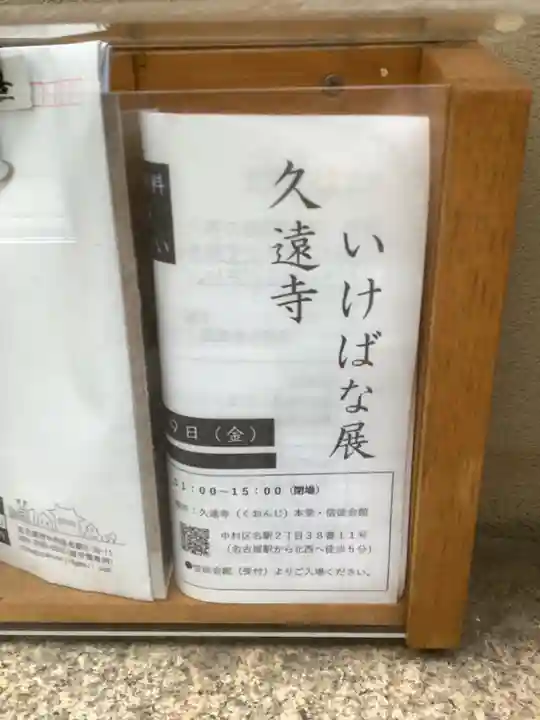 いけばな展
久遠寺
料
い
9日（金）
1：00〜15：00（閉場）
：久遠寺（くおんじ）本堂・信徒会館
中村区名駅2丁目38番11号
（名古屋駅から北西へ徒歩5分）
●信徒会館（受付）よりご入場ください。